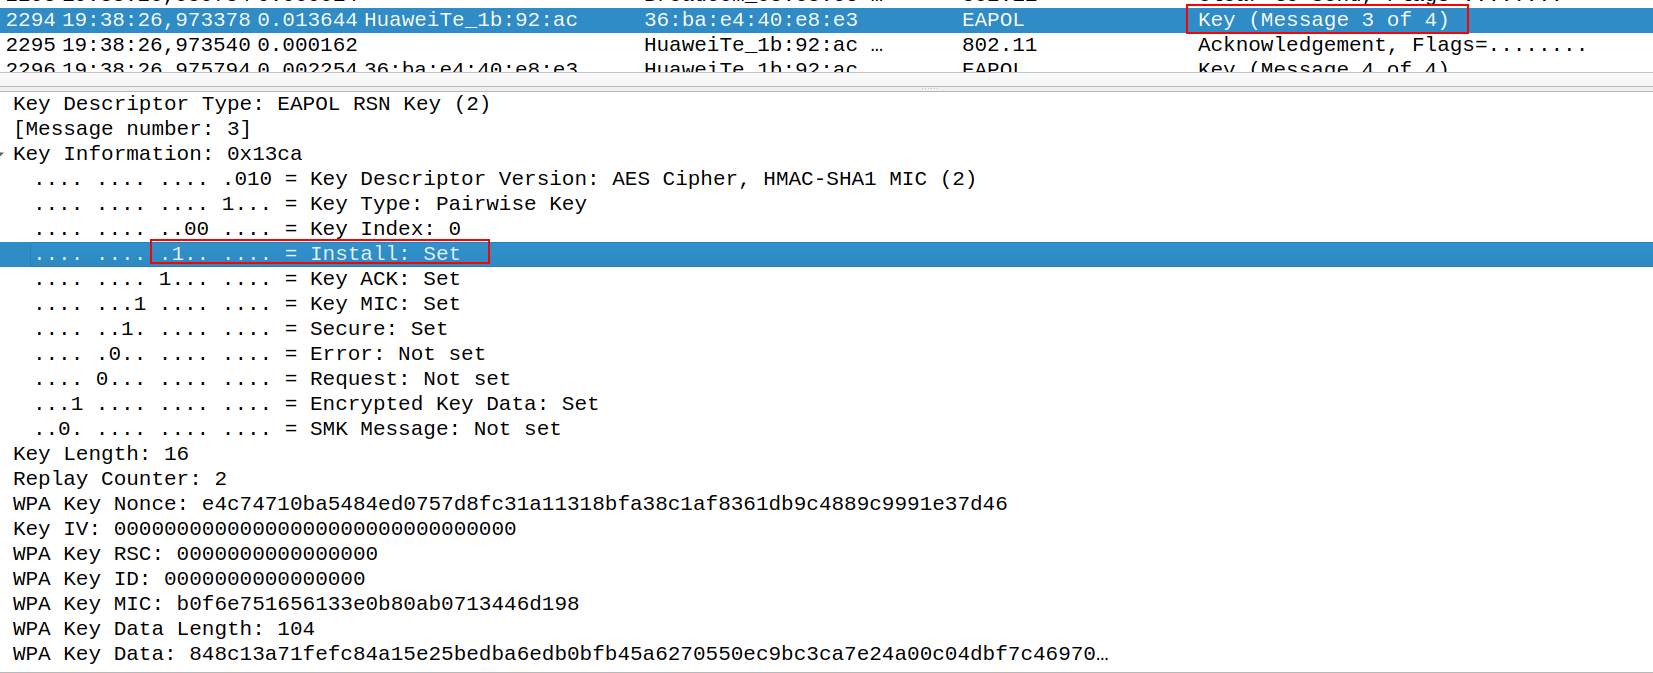 2294 19:38:26,973378 0.013644 HuaweiTe_1b:92:ac 36:ba:e4:40:e8:e3 EAPOL Key (Message 3 of 4)
2295 19:38:26,973540 0.000162 HuaweiTe_1b:92:ac … 802.11 Acknowledgement, Flags=........
2296 19:38:26,975794 0.002254 36:ba:e4:40:e8:e3 HuaweiTe_1b:92:ac EAPOL Key (Message 4 of 4)
Key Descriptor Type: EAPOL RSN Key (2)
[Message number: 3]
Key Information: 0x13ca
.... .... .... .010 = Key Descriptor Version: AES Cipher, HMAC-SHA1 MIC (2)
.... .... .... 1... = Key Type: Pairwise Key
.... .... ..00 .... = Key Index: 0
.... .... .1.. .... = Install: Set
.... .... 1... .... = Key ACK: Set
.... ...1 .... .... = Key MIC: Set
.... ..1. .... .... = Secure: Set
.... .0.. .... .... = Error: Not set
.... 0... .... .... = Request: Not set
...1 .... .... .... = Encrypted Key Data: Set
..0. .... .... .... = SMK Message: Not set
Key Length: 16
Replay Counter: 2
WPA Key Nonce: e4c74710ba5484ed0757d8fc31a11318bfa38c1af8361db9c4889c9991e37d46
Key IV: 00000000000000000000000000000000
WPA Key RSC: 0000000000000000
WPA Key ID: 0000000000000000
WPA Key MIC: b0f6e751656133e0b80ab0713446d198
WPA Key Data Length: 104
WPA Key Data: 848c13a71fefc84a15e25bedba6edb0bfb45a6270550ec9bc3ca7e24a00c04dbf7c46970…